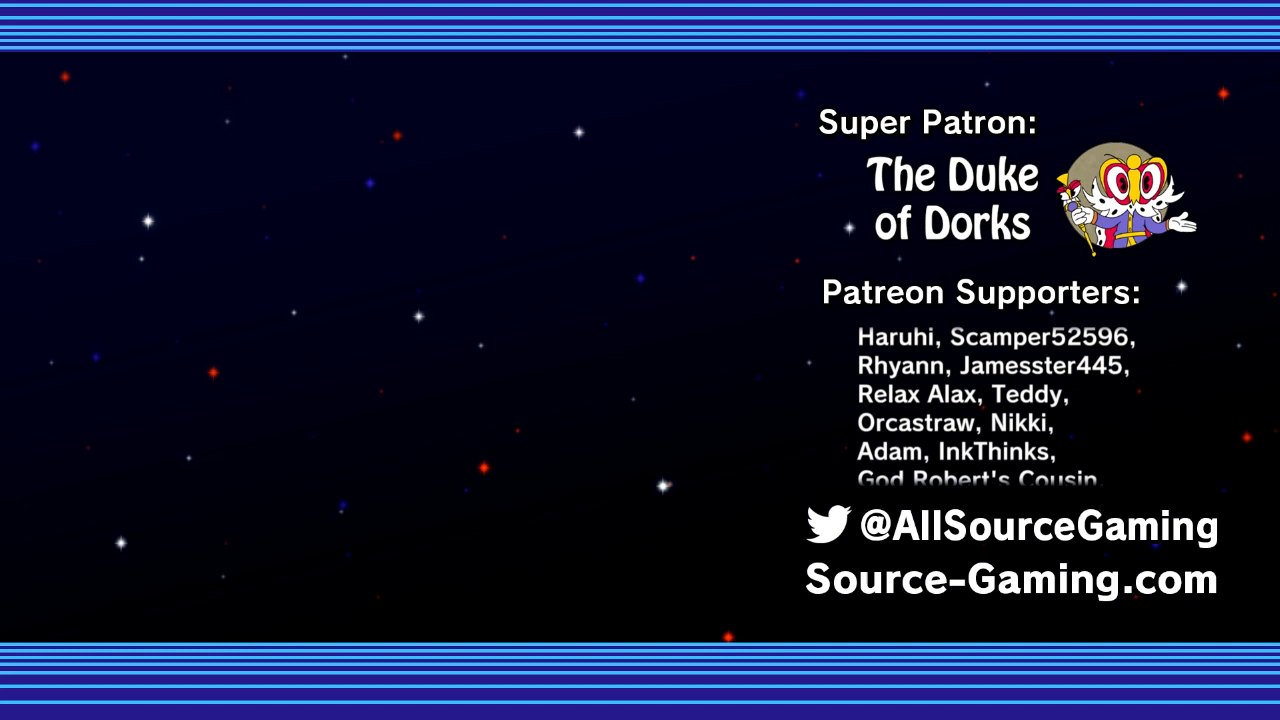 Super Patron:
The Duke
of Dorks
Patreon Supporters:
Haruhi, Scamper52596,
Rhyann, Jamesster445,
Relax Alax, Teddy,
Orcastraw, Nikki,
Adam, InkThinks,
God Robert's Cousin,
@AllSourceGaming
Source-Gaming.com